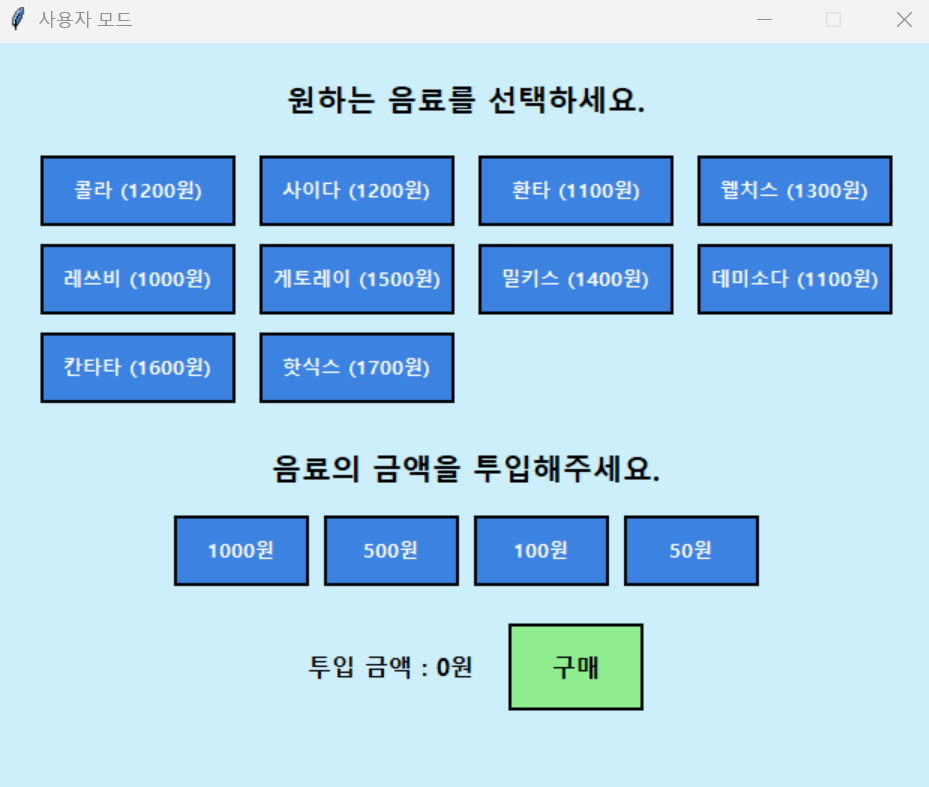 사용자 모드
원하는 음료를 선택하세요.
콜라 (1200원) 사이다 (1200원) 환타 (1100원) 웰치스 (1300원)
레쓰비 (1000원) 게토레이 (1500원) 밀키스 (1400원) 데미소다 (1100원)
칸타타 (1600원) 핫식스 (1700원)
음료의 금액을 투입해주세요.
1000원 500원 100원 50원
투입 금액 : 0원 구매